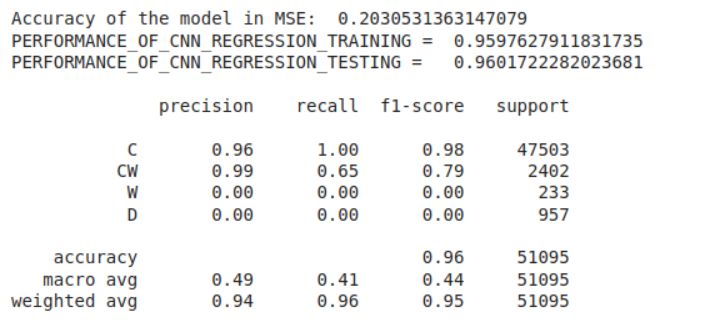 Accuracy of the model in MSE:  0.2030531363147079
PERFORMANCE_OF_CNN_REGRESSION_TRAINING =  0.9597627911831735
PERFORMANCE_OF_CNN_REGRESSION_TESTING =   0.9601722282023681
precision    recall  f1-score   support
C       0.96      1.00      0.98     47503
CW       0.99      0.65      0.79      2402
W       0.00      0.00      0.00       233
D       0.00      0.00      0.00       957
accuracy                           0.96     51095
macro avg       0.49      0.41      0.44     51095
weighted avg       0.94      0.96      0.95     51095